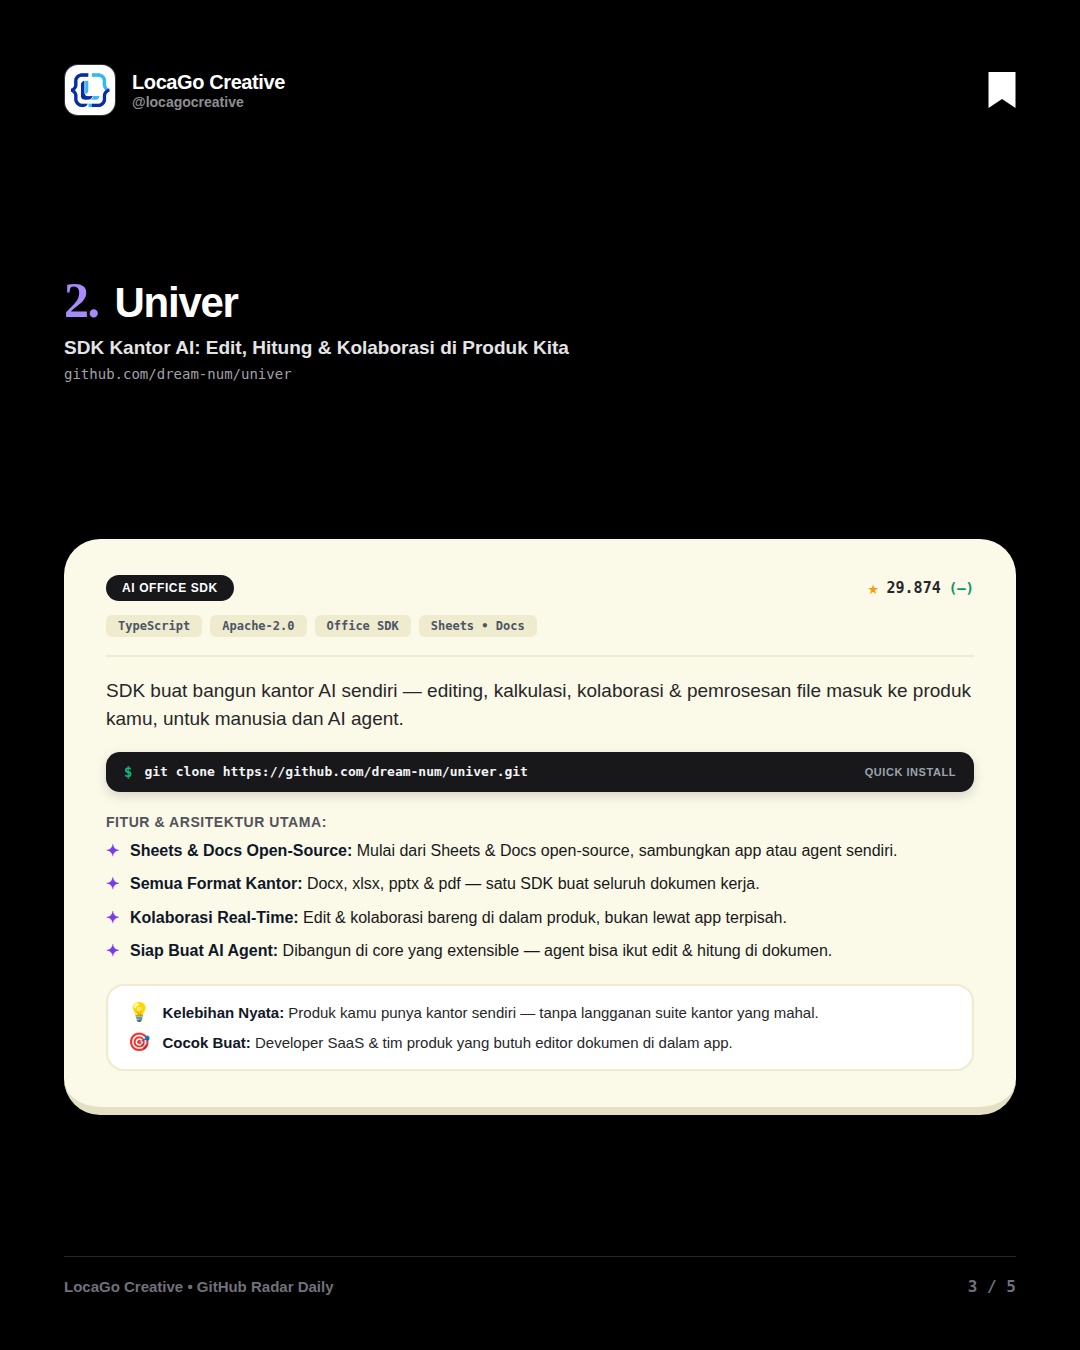 LocaGo Creative
@locagocreative
2. Univer
SDK Kantor AI: Edit, Hitung & Kolaborasi di Produk Kita
github.com/dream-num/univer
AI OFFICE SDK
★ 29.874 (—)
TypeScript
Apache-2.0
Office SDK
Sheets • Docs
SDK buat bangun kantor AI sendiri — editing, kalkulasi, kolaborasi & pemrosesan file masuk ke produk
kamu, untuk manusia dan AI agent.
$ git clone https://github.com/dream-num/univer.git
QUICK INSTALL
FITUR & ARSITEKTUR UTAMA:
✦ Sheets & Docs Open-Source: Mulai dari Sheets & Docs open-source, sambungkan app atau agent sendiri.
✦ Semua Format Kantor: Docx, xlsx, pptx & pdf — satu SDK buat seluruh dokumen kerja.
✦ Kolaborasi Real-Time: Edit & kolaborasi bareng di dalam produk, bukan lewat app terpisah.
✦ Siap Buat AI Agent: Dibangun di core yang extensible — agent bisa ikut edit & hitung di dokumen.
💡 Kelebihan Nyata: Produk kamu punya kantor sendiri — tanpa langganan suite kantor yang mahal.
🎯 Cocok Buat: Developer SaaS & tim produk yang butuh editor dokumen di dalam app.
LocaGo Creative • GitHub Radar Daily
3 / 5